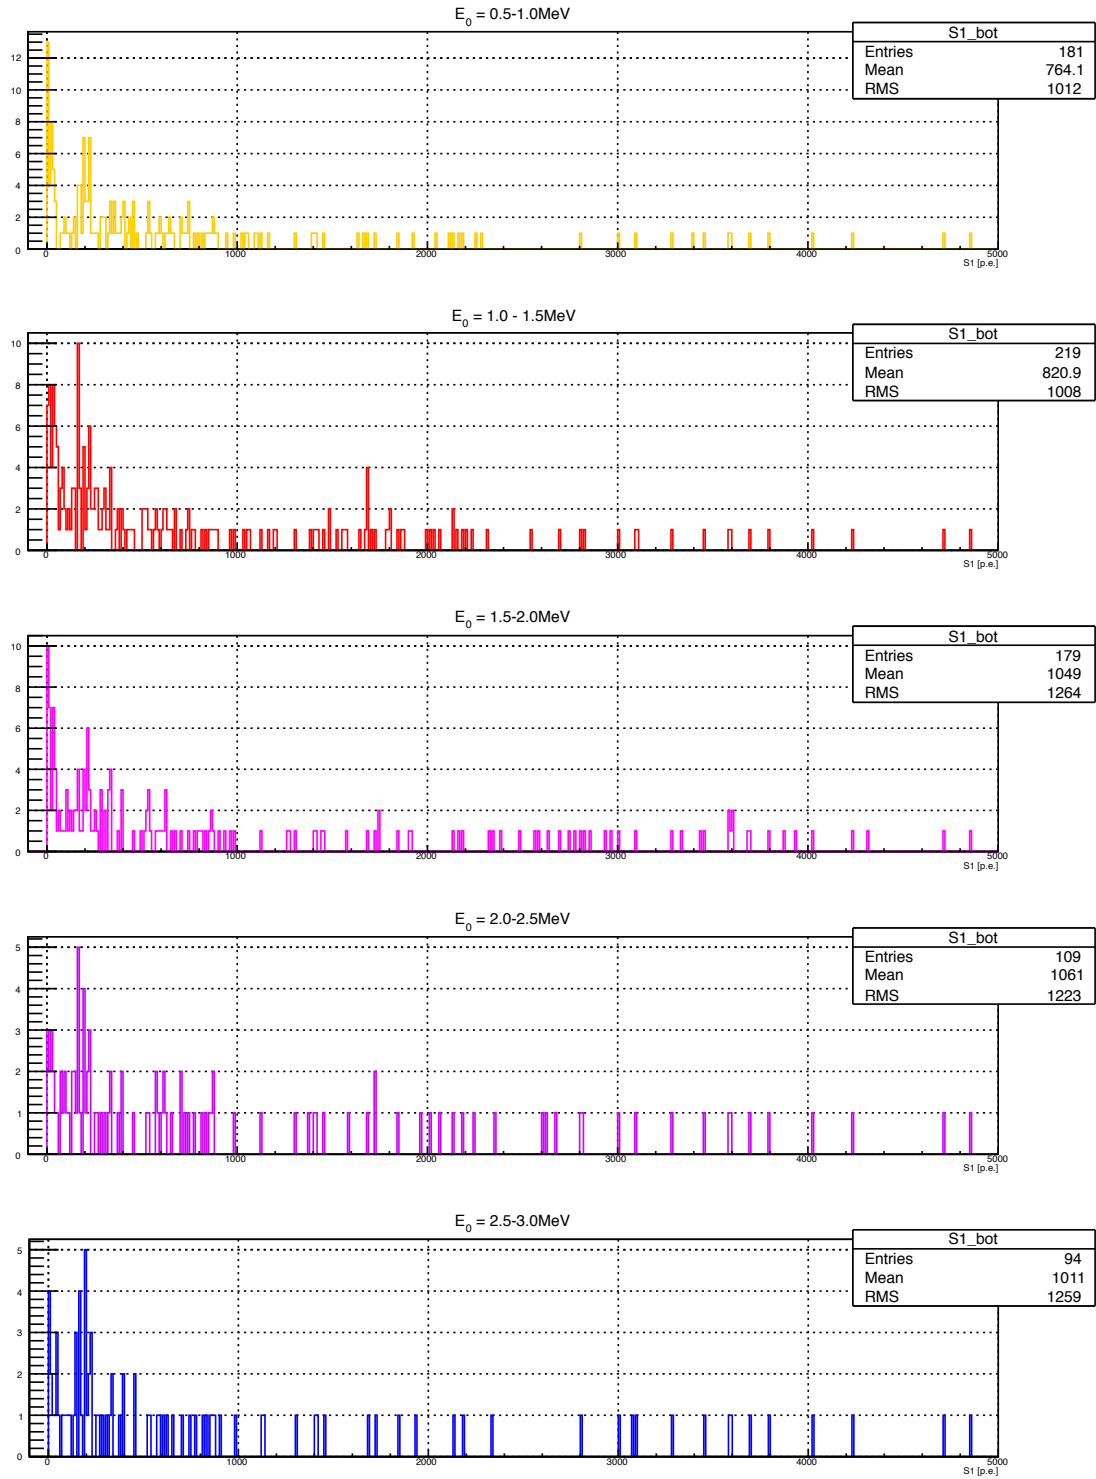 E0 = 0.5-1.0MeV
S1_bot
Entries 181
Mean 764.1
RMS 1012
12
10
8
6
4
2
0
0 1000 2000 3000 4000 5000
S1 [p.e.]
E0 = 1.0 - 1.5MeV
S1_bot
Entries 219
Mean 820.9
RMS 1008
10
8
6
4
2
0
0 1000 2000 3000 4000 5000
S1 [p.e.]
E0 = 1.5-2.0MeV
S1_bot
Entries 179
Mean 1049
RMS 1264
10
8
6
4
2
0
0 1000 2000 3000 4000 5000
S1 [p.e.]
E0 = 2.0-2.5MeV
S1_bot
Entries 109
Mean 1061
RMS 1223
5
4
3
2
1
0
0 1000 2000 3000 4000 5000
S1 [p.e.]
E0 = 2.5-3.0MeV
S1_bot
Entries 94
Mean 1011
RMS 1259
5
4
3
2
1
0
0 1000 2000 3000 4000 5000
S1 [p.e.]